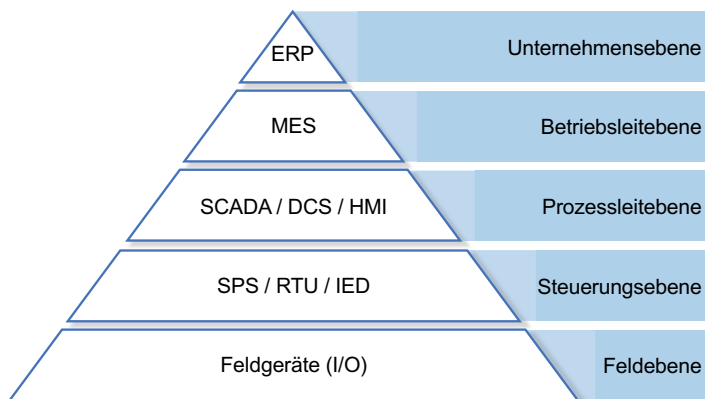 ERP
Unternehmensebene
MES
Betriebsleitebene
SCADA / DCS / HMI
Prozessleitebene
SPS / RTU / IED
Steuerungsebene
Feldgeräte (I/O)
Feldebene